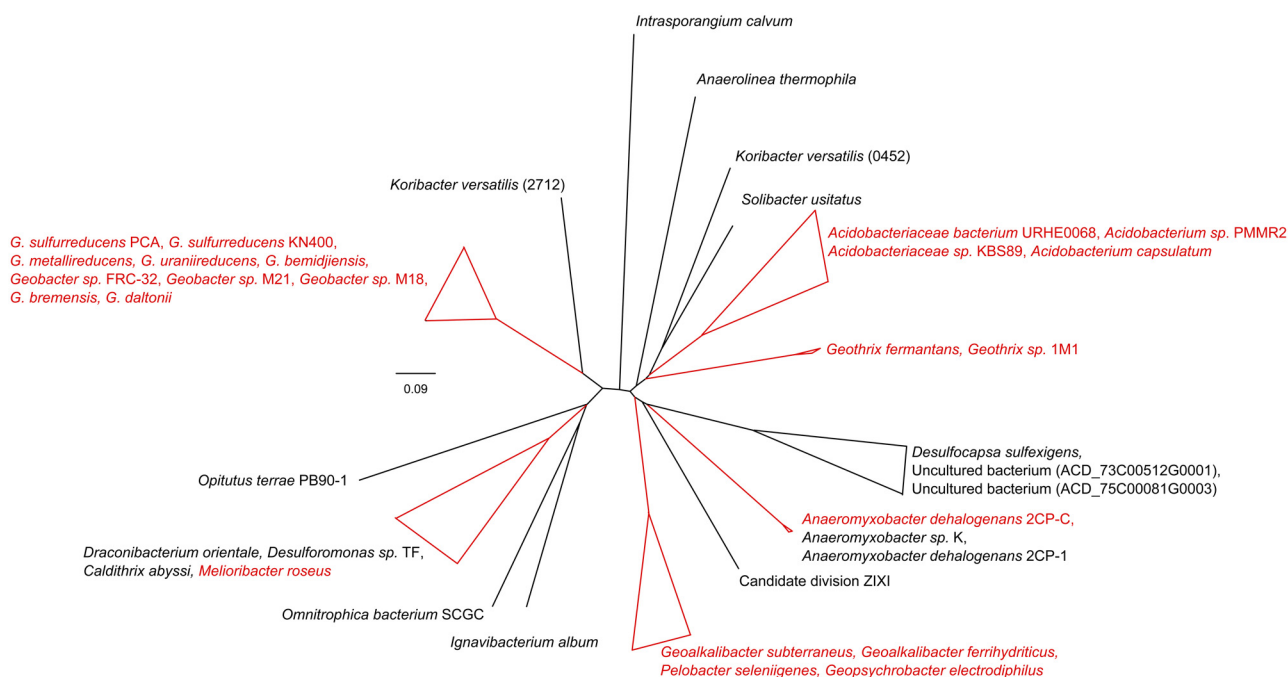 Intrasporangium calvum
Anaerolinea thermophila
Koribacter versatilis (0452)
Koribacter versatilis (2712)
Solibacter usitatus
G. sulfurreducens PCA, G. sulfurreducens KN400,
G. metallireducens, G. uraniireducens, G. bemidjiensis,
Geobacter sp. FRC-32, Geobacter sp. M21, Geobacter sp. M18,
G. bremensis, G. daltonii
Acidobacteriaceae bacterium URHE0068, Acidobacterium sp. PMMR2
Acidobacteriaceae sp. KBS89, Acidobacterium capsulatum
Geothrix fermantans, Geothrix sp. 1M1
0.09
Desulfocapsa sulfexigens,
Uncultured bacterium (ACD_73C00512G0001),
Uncultured bacterium (ACD_75C00081G0003)
Opitutus terrae PB90-1
Anaeromyxobacter dehalogenans 2CP-C,
Anaeromyxobacter sp. K,
Anaeromyxobacter dehalogenans 2CP-1
Draconibacterium orientale, Desulforomonas sp. TF,
Caldithrix abyssi, Melioribacter roseus
Candidate division ZIXI
Omnitrophica bacterium SCGC
Ignavibacterium album
Geoalkalibacter subterraneus, Geoalkalibacter ferrihydriticus,
Pelobacter seleniigenes, Geopsychrobacter electrodiphilus